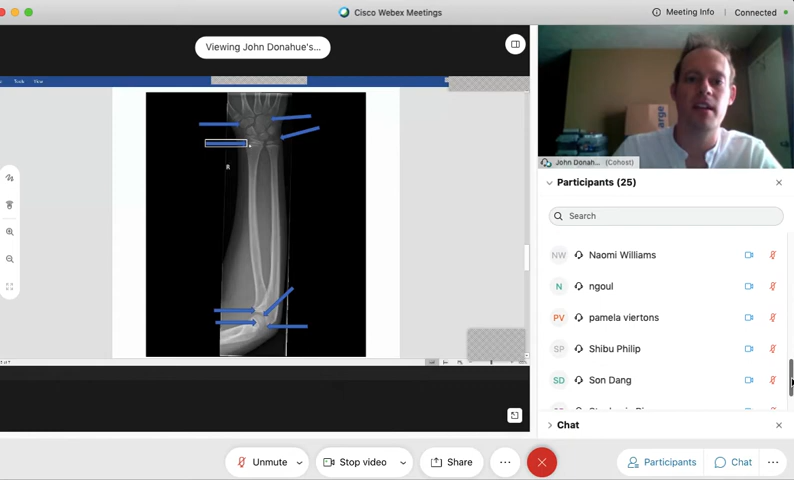 Cisco Webex Meetings
Meeting Info
Connected
Viewing John Donahue's...
Tools
R
arge
John Donah... (Cohost)
Participants (25)
Search
NW Naomi Williams
N ngoul
PV pamela viertons
SP Shibu Philip
SD Son Dang
Chat
Unmute
Stop video
Share
Participants
Chat